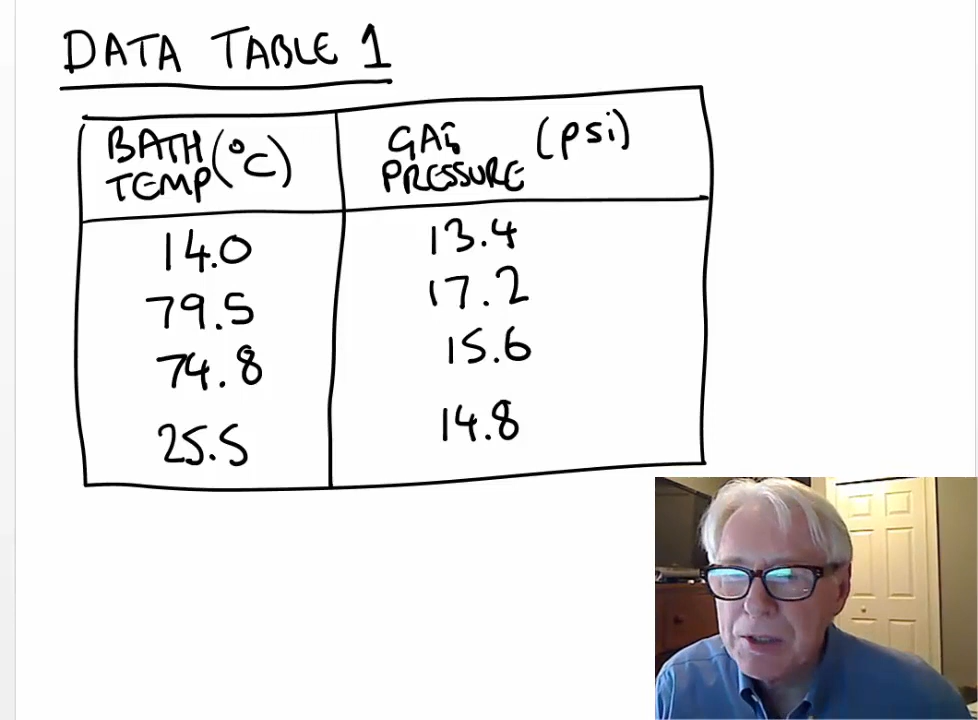 DATA TABLE 1
BATH TEMP (°C) GAS PRESSURE (psi)
14.0 13.4
79.5 17.2
74.8 15.6
25.5 14.8